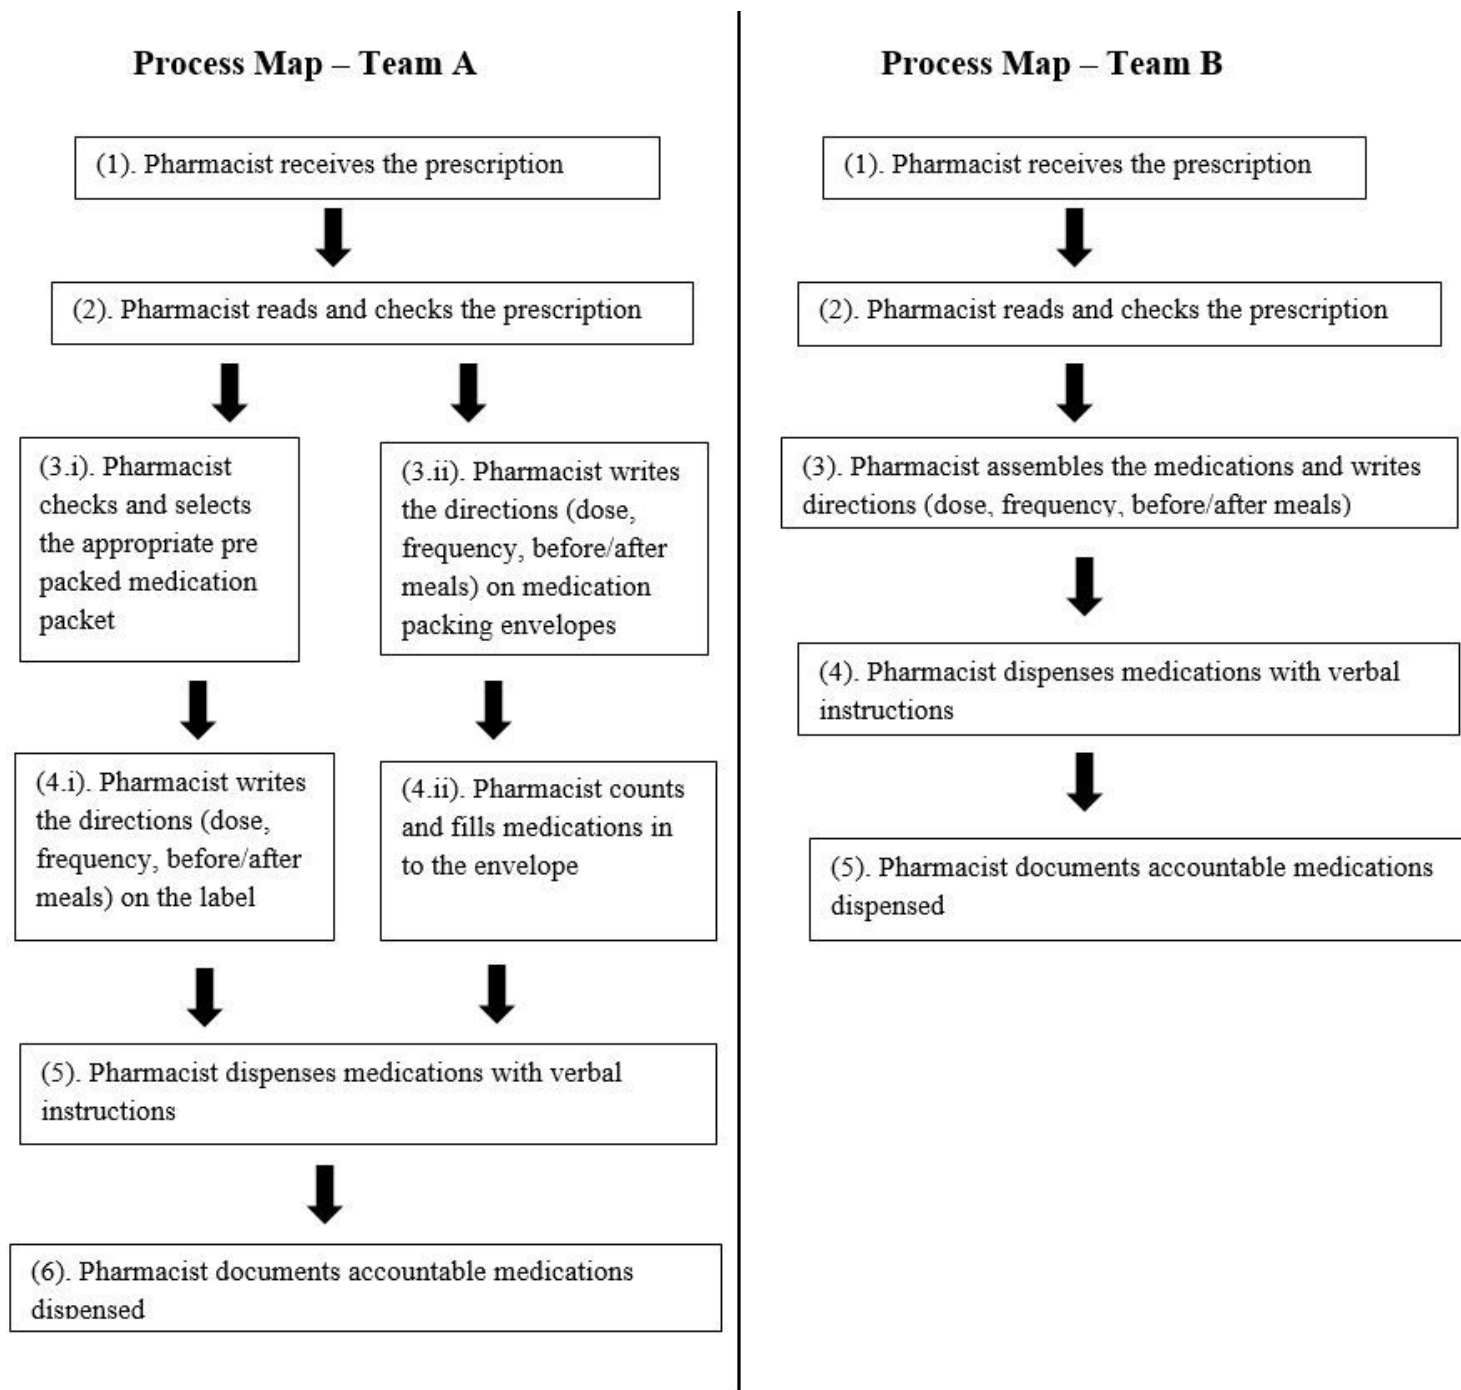 Process Map – Team A
(1). Pharmacist receives the prescription
(2). Pharmacist reads and checks the prescription
(3.i). Pharmacist
checks and selects
the appropriate pre
packed medication
packet
(3.ii). Pharmacist writes
the directions (dose,
frequency, before/after
meals) on medication
packing envelopes
(4.i). Pharmacist writes
the directions (dose,
frequency, before/after
meals) on the label
(4.ii). Pharmacist counts
and fills medications in
to the envelope
(5). Pharmacist dispenses medications with verbal
instructions
(6). Pharmacist documents accountable medications
dispensed
Process Map – Team B
(1). Pharmacist receives the prescription
(2). Pharmacist reads and checks the prescription
(3). Pharmacist assembles the medications and writes
directions (dose, frequency, before/after meals)
(4). Pharmacist dispenses medications with verbal
instructions
(5). Pharmacist documents accountable medications
dispensed